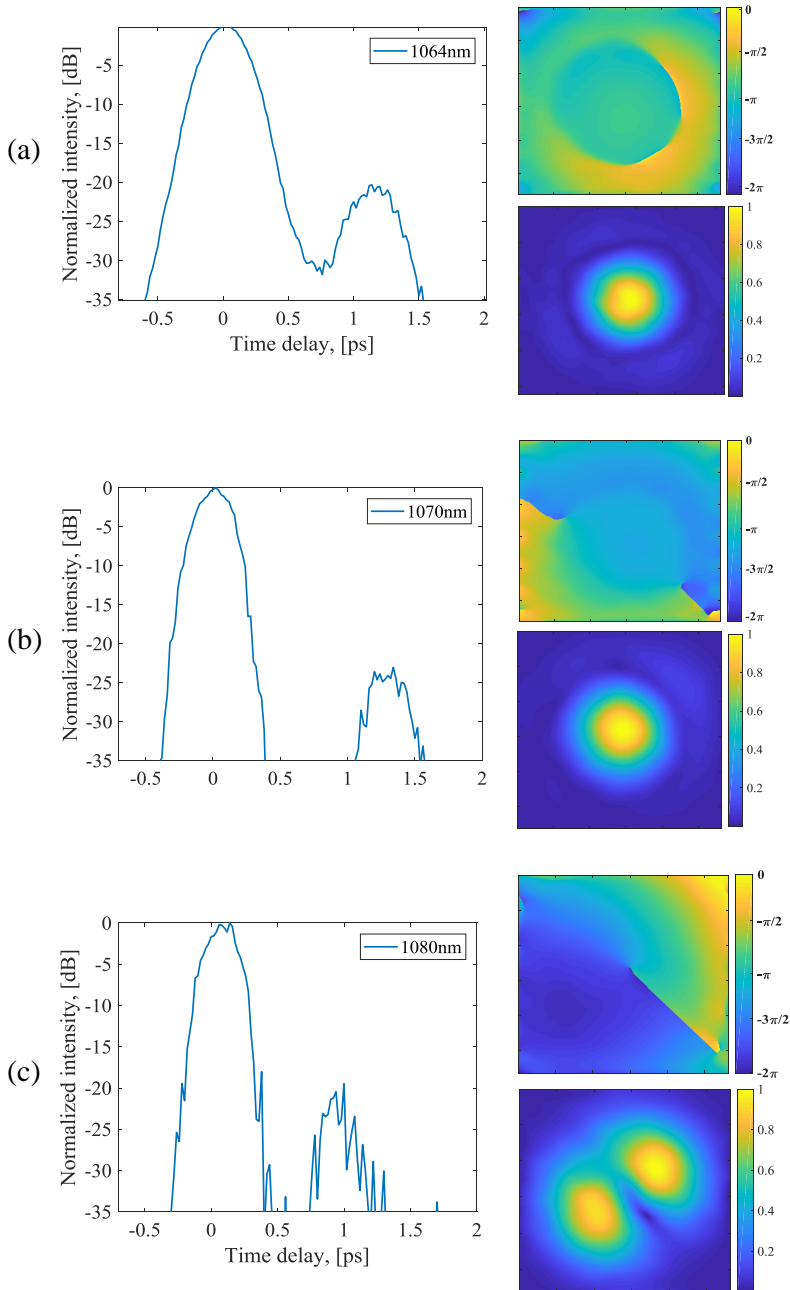 (a)
Normalized intensity, [dB]
-5
-10
-15
-20
-25
-30
-35
-0.5
0
0.5
1
1.5
2
Time delay, [ps]
1064nm
0
-π/2
-π
-3π/2
-2π
1
0.8
0.6
0.4
0.2
(b)
Normalized intensity, [dB]
0
-5
-10
-15
-20
-25
-30
-35
-0.5
0
0.5
1
1.5
2
1070nm
0
-π/2
-π
-3π/2
-2π
1
0.8
0.6
0.4
0.2
(c)
Normalized intensity, [dB]
0
-5
-10
-15
-20
-25
-30
-35
-0.5
0
0.5
1
1.5
2
Time delay, [ps]
1080nm
0
-π/2
-π
-3π/2
-2π
1
0.8
0.6
0.4
0.2